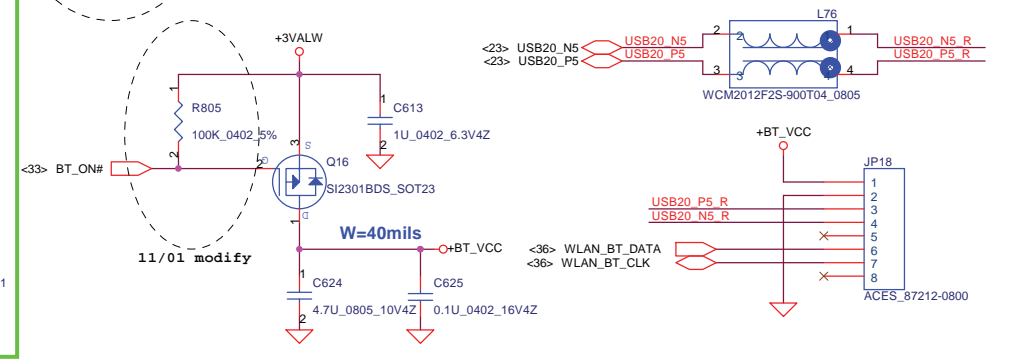 +3VALW
R805
100K_0402_5%
1
2
<33> BT_ON#
11/01 modify
1
C613
1U_0402_6.3V4Z
2
3
S
G
2
Q16
SI2301BDS_SOT23
D
1
W=40mils
+BT_VCC
1
C624
4.7U_0805_10V4Z
2
C625
0.1U_0402_16V4Z
1
L76
<23> USB20_N5
<23> USB20_P5
USB20_N5
USB20_P5
2
2
1
3
3
4
USB20_N5_R
USB20_P5_R
WCM2012F2S-900T04_0805
+BT_VCC
JP18
1
2
USB20_P5_R
3
USB20_N5_R
4
5
<36> WLAN_BT_DATA
6
<36> WLAN_BT_CLK
7
8
ACES_87212-0800